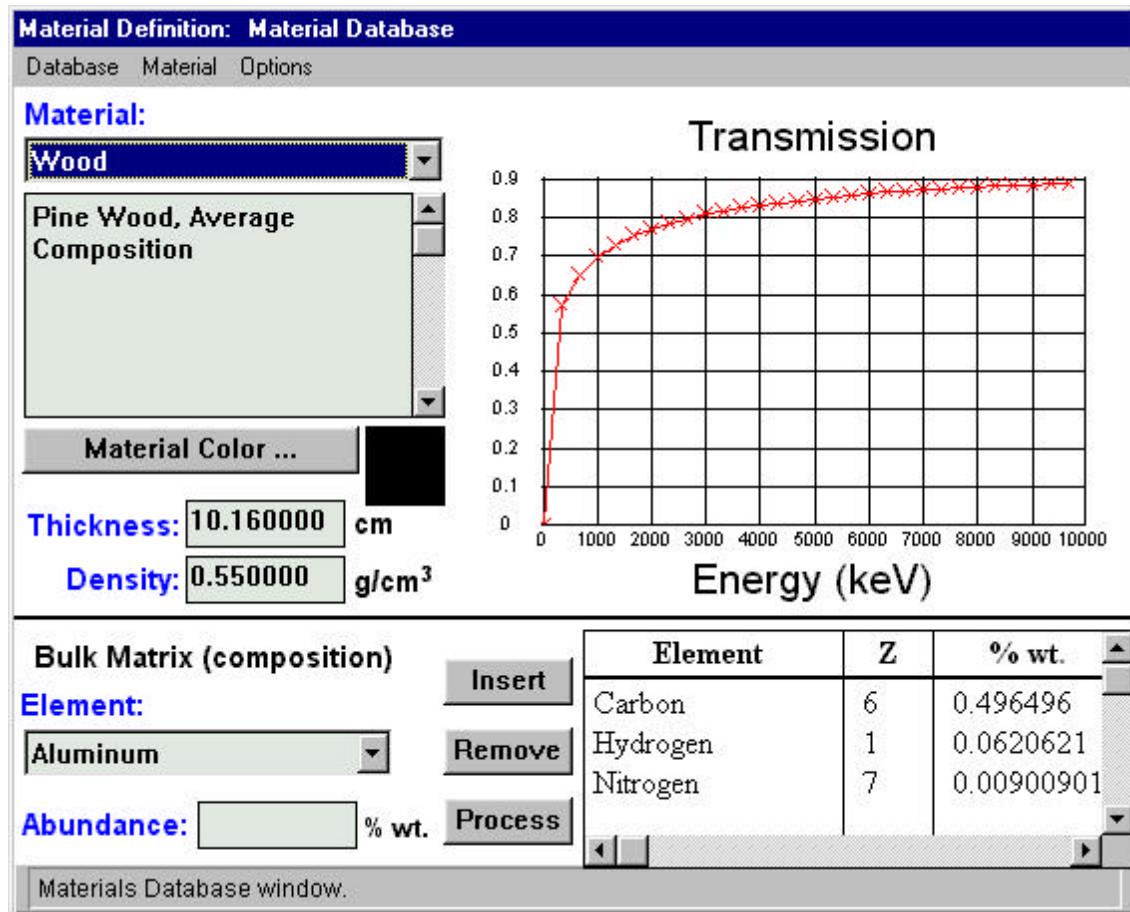 Material Definition: Material Database
Database Material Options
Material:
Wood
Pine Wood, Average
Composition
Material Color ...
Thickness: 10.160000 cm
Density: 0.550000 g/cm³
Transmission
0.9
0.8
0.7
0.6
0.5
0.4
0.3
0.2
0.1
0
0 1000 2000 3000 4000 5000 6000 7000 8000 9000 10000
Energy (keV)
Bulk Matrix (composition)
Element:
Aluminum
Abundance: % wt.
Insert
Remove
Process
Element Z % wt.
Carbon 6 0.496496
Hydrogen 1 0.0620621
Nitrogen 7 0.00900901
Materials Database window.